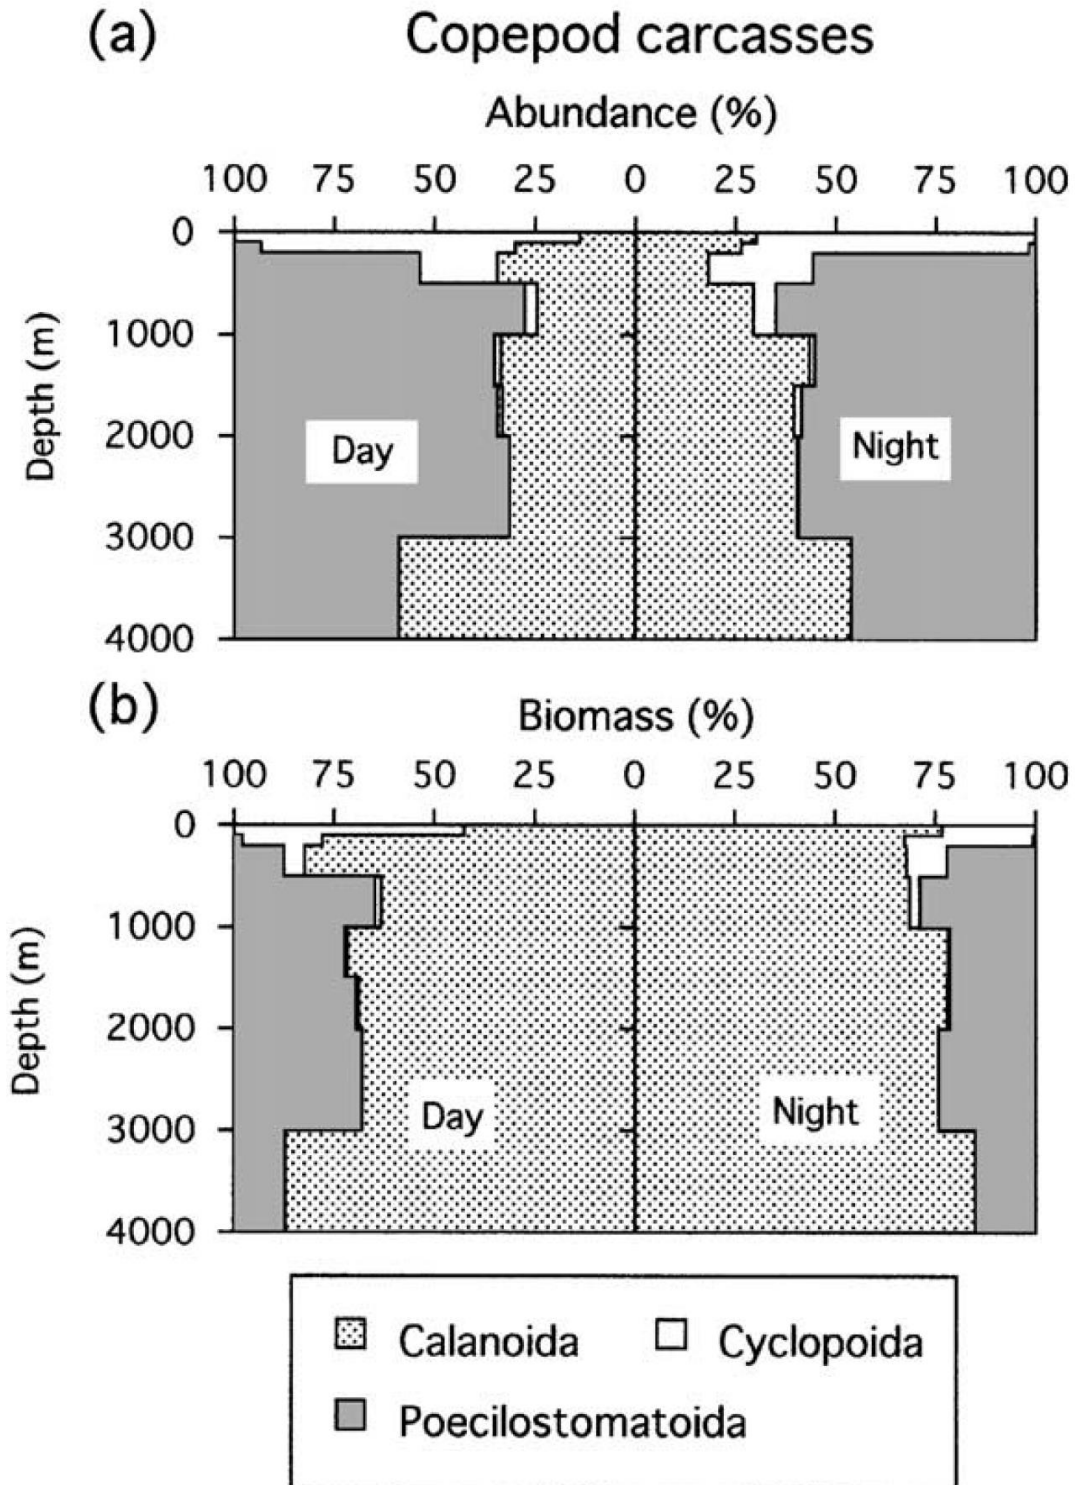 (a) Copepod carcasses
Abundance (%)
100 75 50 25 0 25 50 75 100
0
1000
2000
3000
4000
Depth (m)
Day
Night
(b)
Biomass (%)
100 75 50 25 0 25 50 75 100
0
1000
2000
3000
4000
Depth (m)
Day
Night
Calanoida Cyclopoida
Poecilostomatoida